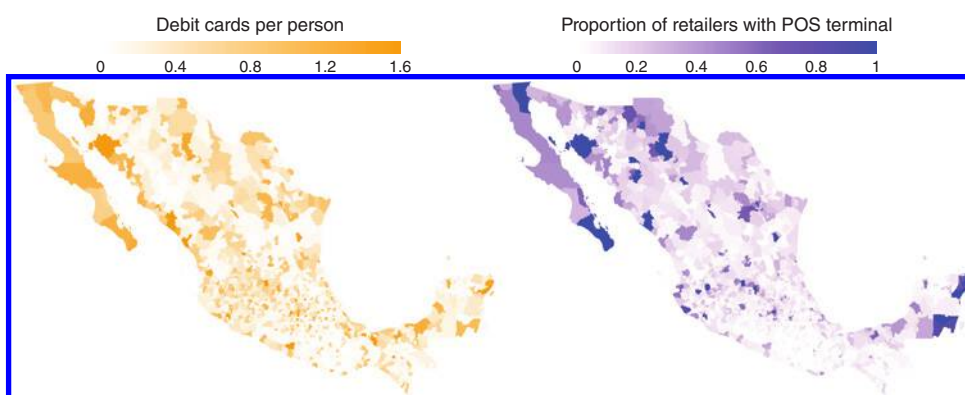 Debit cards per person
0 0.4 0.8 1.2 1.6
Proportion of retailers with POS terminal
0 0.2 0.4 0.6 0.8 1